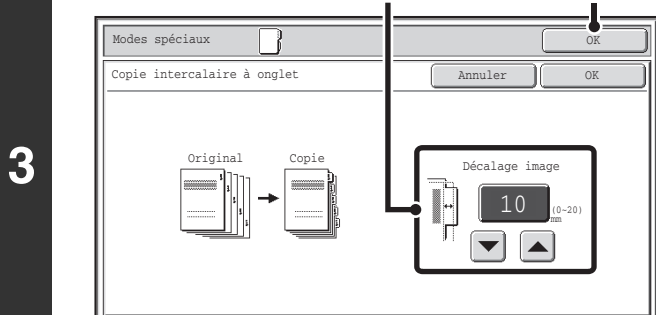 3
Modes spéciaux
OK
Copie intercalaire à onglet
Annuler
OK
Original
Copie
Décalage image
10
(0~20)
mm